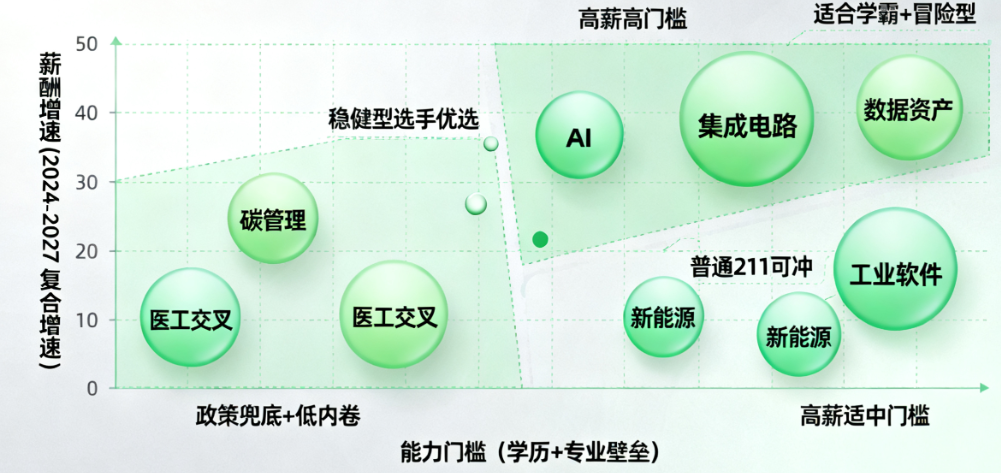 高薪高门槛
适合学霸+冒险型
薪酬增速(2024-2027 复合增速)
50
40
30
20
10
0
稳健型选手优选
AI
集成电路
数据资产
碳管理
普通211可冲
工业软件
医工交叉
医工交叉
新能源
新能源
政策兜底+低内卷
高薪适中门槛
能力门槛（学历+专业壁垒）